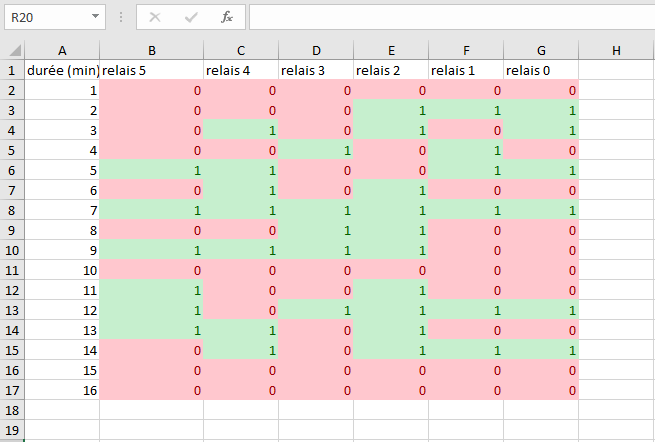 R20 fx
A B C D E F G H
1 durée (min) relais 5 relais 4 relais 3 relais 2 relais 1 relais 0
2 1 0 0 0 0 0 0
3 2 0 0 0 1 1 1
4 3 0 1 0 1 0 1
5 4 0 0 1 0 1 0
6 5 1 1 0 0 1 1
7 6 0 1 0 1 0 0
8 7 1 1 1 1 1 1
9 8 0 0 1 1 0 0
10 9 1 1 1 1 0 0
11 10 0 0 0 0 0 0
12 11 1 0 0 1 0 0
13 12 1 0 1 1 1 1
14 13 1 1 0 1 0 0
15 14 0 1 0 1 1 1
16 15 0 0 0 0 0 0
17 16 0 0 0 0 0 0
18
19